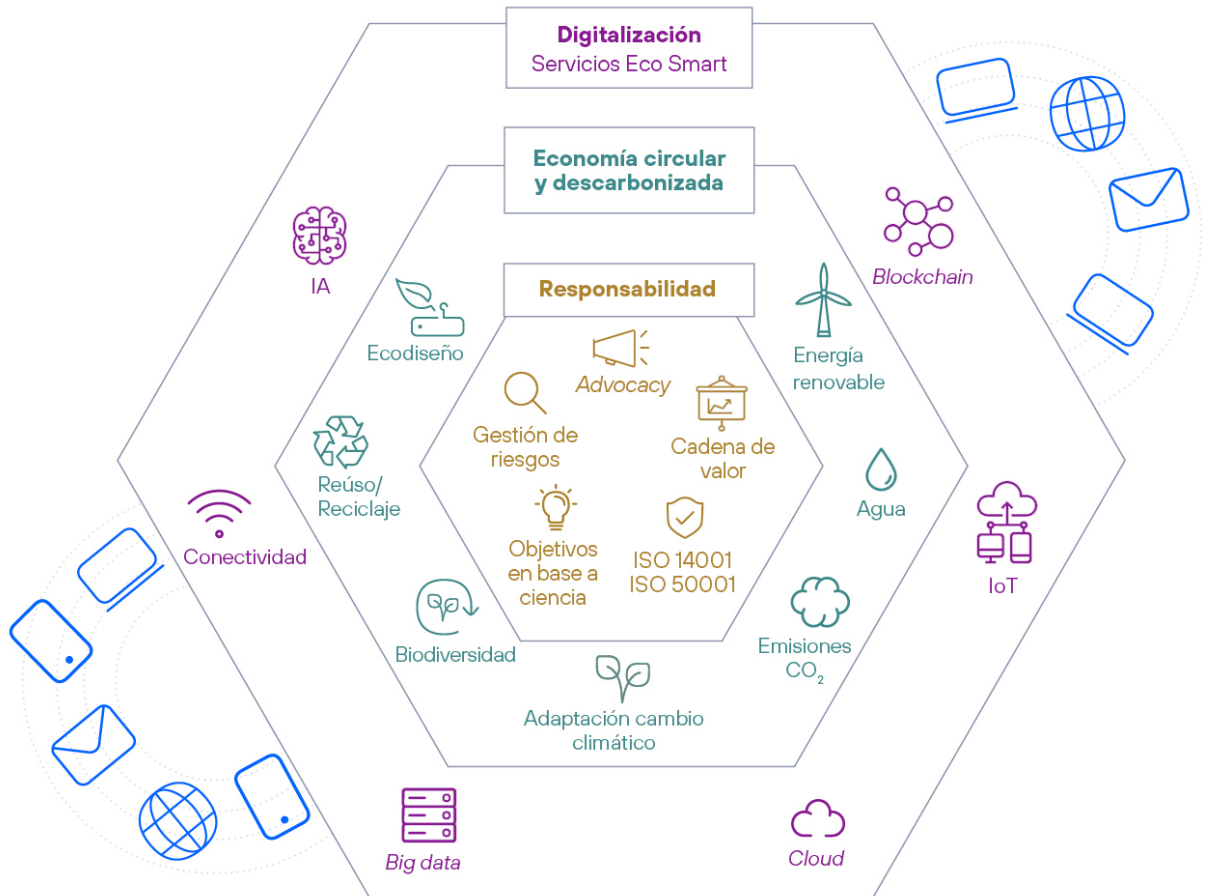 Digitalización
Servicios Eco Smart
Economía circular
y descarbonizada
Responsabilidad
IA
Blockchain
Ecodiseño
Energía
renovable
Advocacy
Gestión de
riesgos
Cadena de
valor
Reúso/
Reciclaje
Agua
Conectividad
IoT
Objetivos
en base a
ciencia
ISO 14001
ISO 50001
Biodiversidad
Emisiones
CO₂
Adaptación cambio
climático
Big data
Cloud